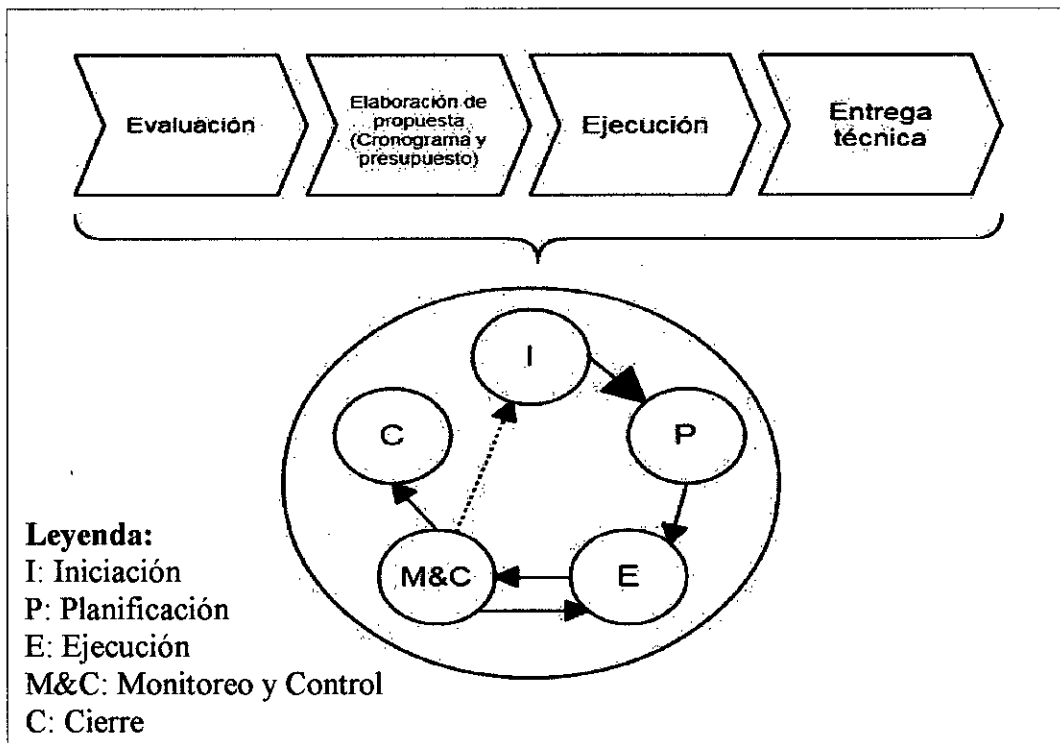 Evaluación
Elaboración de
propuesta
(Cronograma y
presupuesto)
Ejecución
Entrega
técnica
I
C
P
M&C
E
Leyenda:
I: Iniciación
P: Planificación
E: Ejecución
M&C: Monitoreo y Control
C: Cierre